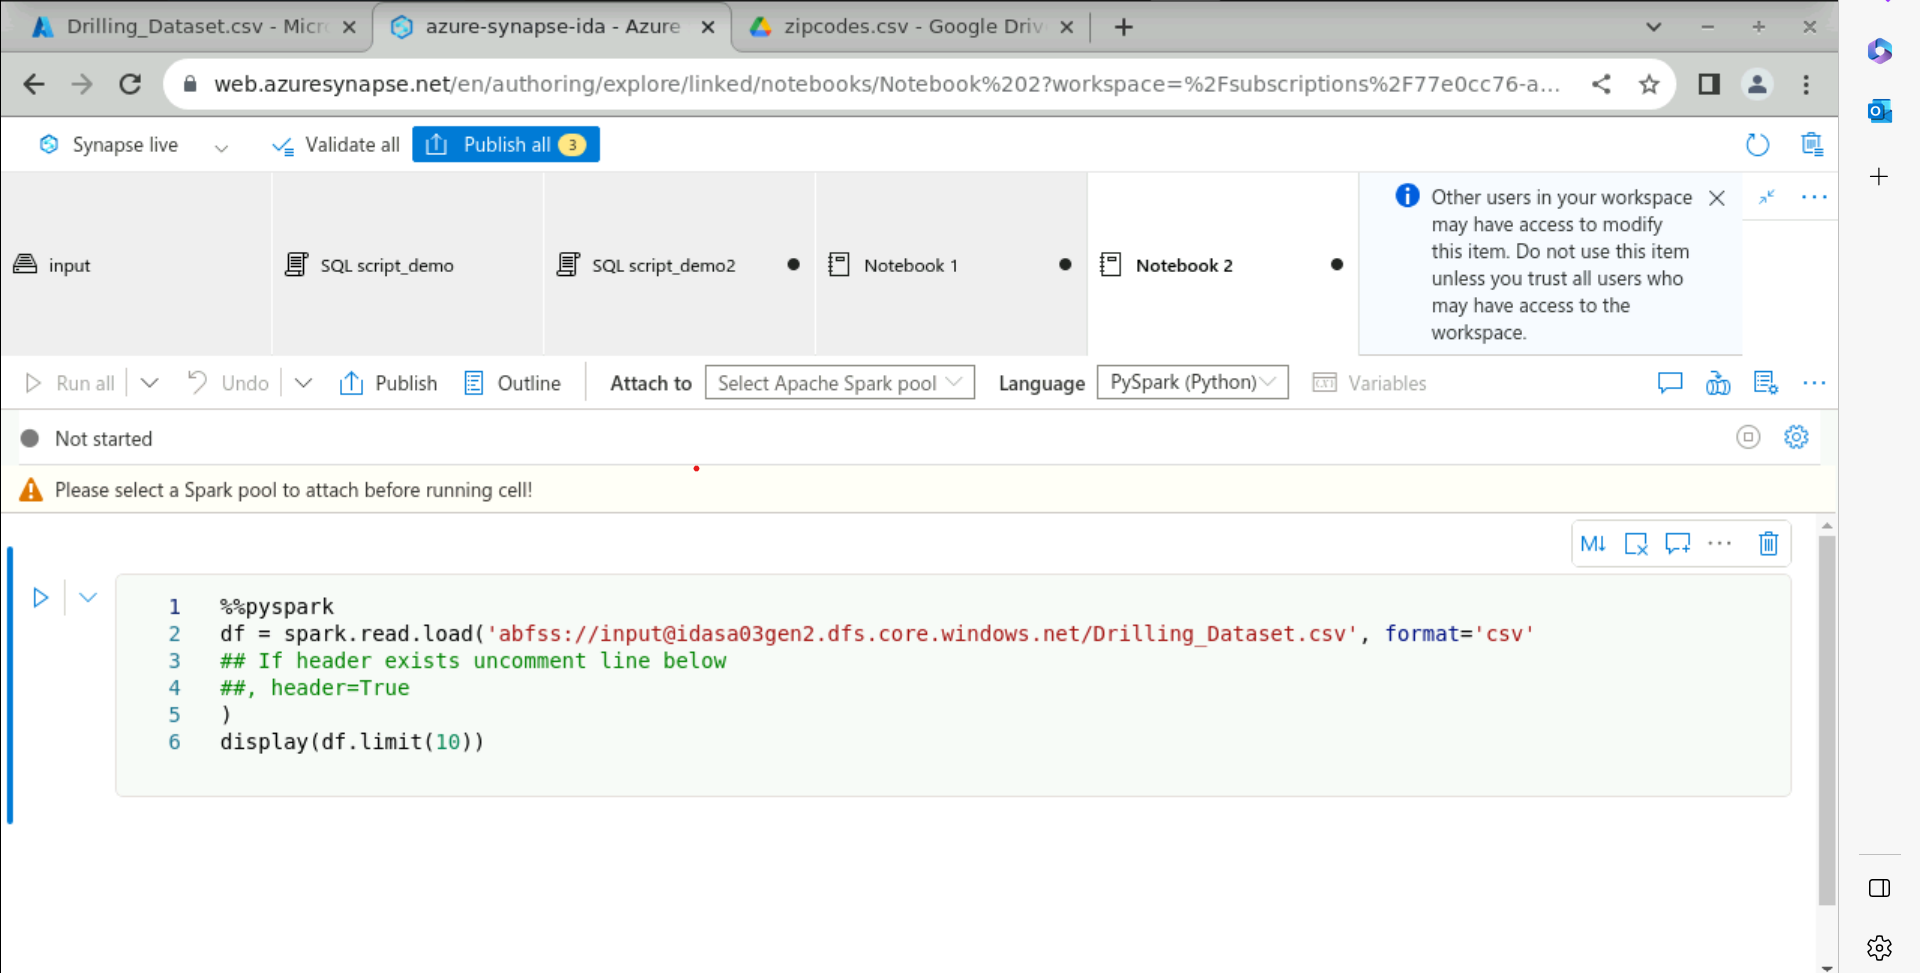 Drilling_Dataset.csv - Micr
azure-synapse-ida - Azure
zipcodes.csv - Google Driv
web.azuresynapse.net/en/authoring/explore/linked/notebooks/Notebook%202?workspace=%2Fsubscriptions%2F77e0cc76-a...
Synapse live
Validate all
Publish all 3
input
SQL script_demo
SQL script_demo2
Notebook 1
Notebook 2
Other users in your workspace
may have access to modify
this item. Do not use this item
unless you trust all users who
may have access to the
workspace.
Run all
Undo
Publish
Outline
Attach to
Select Apache Spark pool
Language
PySpark (Python)
Variables
Not started
Please select a Spark pool to attach before running cell!
M↓
1 %%pyspark
2 df = spark.read.load('abfss://input@idasa03gen2.dfs.core.windows.net/Drilling_Dataset.csv', format='csv'
3 ## If header exists uncomment line below
4 ##, header=True
5 )
6 display(df.limit(10))